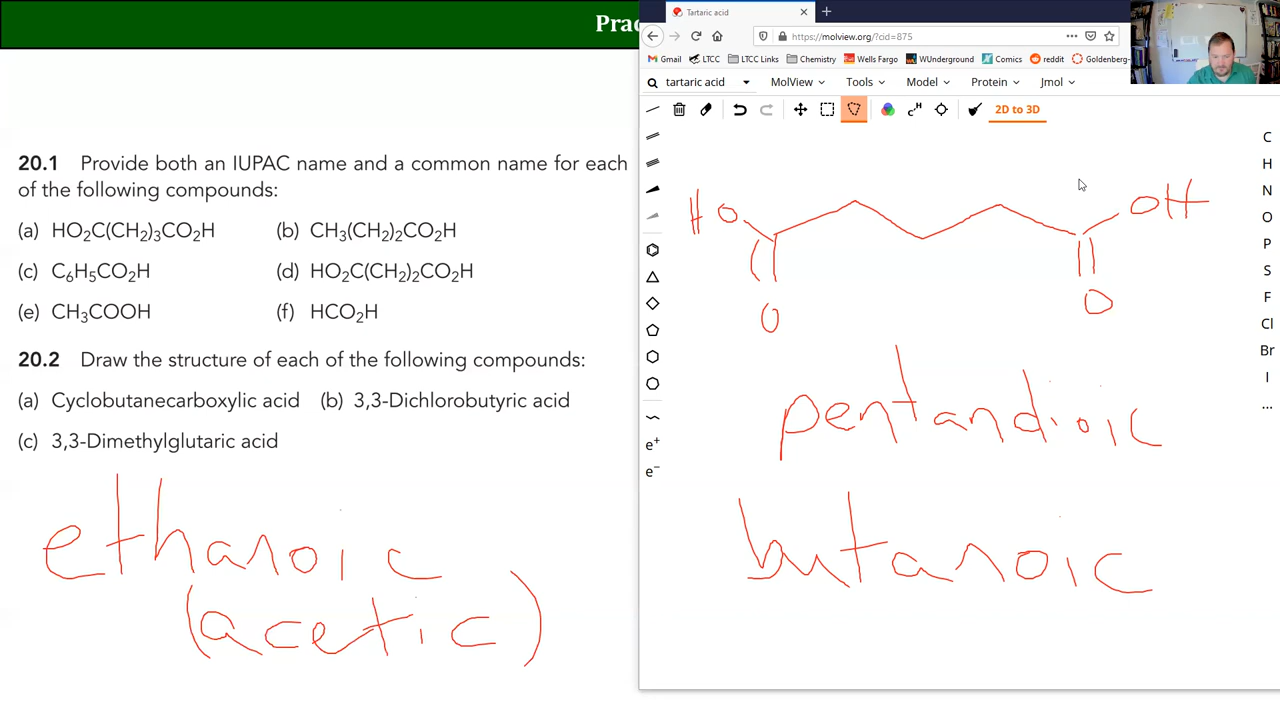 Prac
20.1 Provide both an IUPAC name and a common name for each
of the following compounds:
(a) HO₂C(CH₂)₃CO₂H (b) CH₃(CH₂)₂CO₂H
(c) C₆H₅CO₂H (d) HO₂C(CH₂)₂CO₂H
(e) CH₃COOH (f) HCO₂H
20.2 Draw the structure of each of the following compounds:
(a) Cyclobutanecarboxylic acid (b) 3,3-Dichlorobutyric acid
(c) 3,3-Dimethylglutaric acid
ethanoic
(acetic)
Tartaric acid
https://molview.org/?cid=875
Gmail LTCC LTCC Links Chemistry Wells Fargo WUnderground Comics reddit Goldenberg-
tartaric acid MolView Tools Model Protein Jmol
2D to 3D
HO OH
O O
pentandioic
butanoic
e⁺
e⁻
C
H
N
O
P
S
F
Cl
Br
I
...